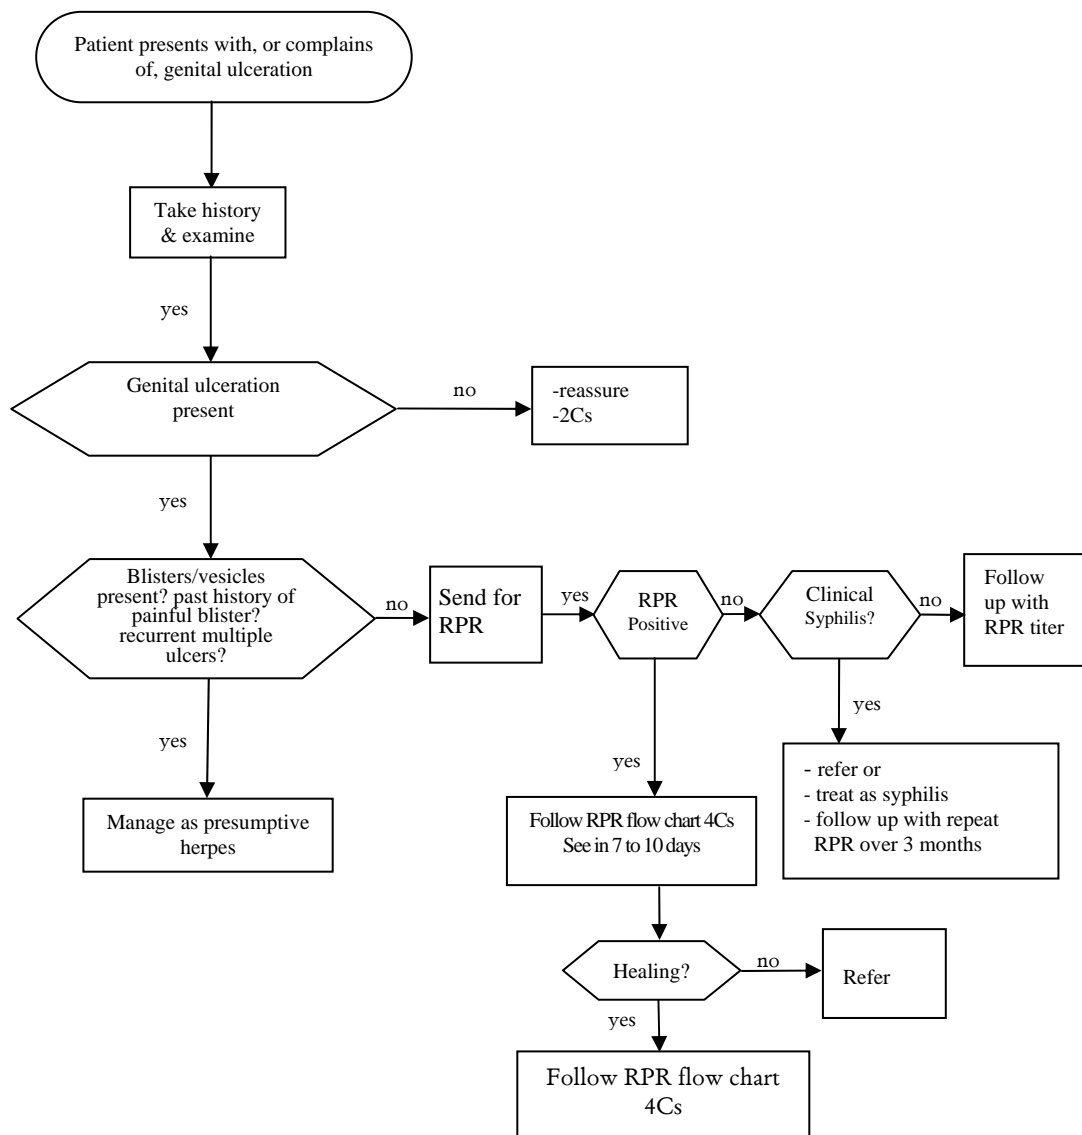 Patient presents with, or complains
of, genital ulceration
Take history
& examine
yes
Genital ulceration
present
no
-reassure
-2Cs
yes
Blisters/vesicles
present? past history of
painful blister?
recurrent multiple
ulcers?
no
Send for
RPR
yes
RPR
Positive
no
Clinical
Syphilis?
no
Follow
up with
RPR titer
yes
Manage as presumptive
herpes
yes
Follow RPR flow chart 4Cs
See in 7 to 10 days
yes
- refer or
- treat as syphilis
- follow up with repeat
RPR over 3 months
Healing?
no
Refer
yes
Follow RPR flow chart
4Cs